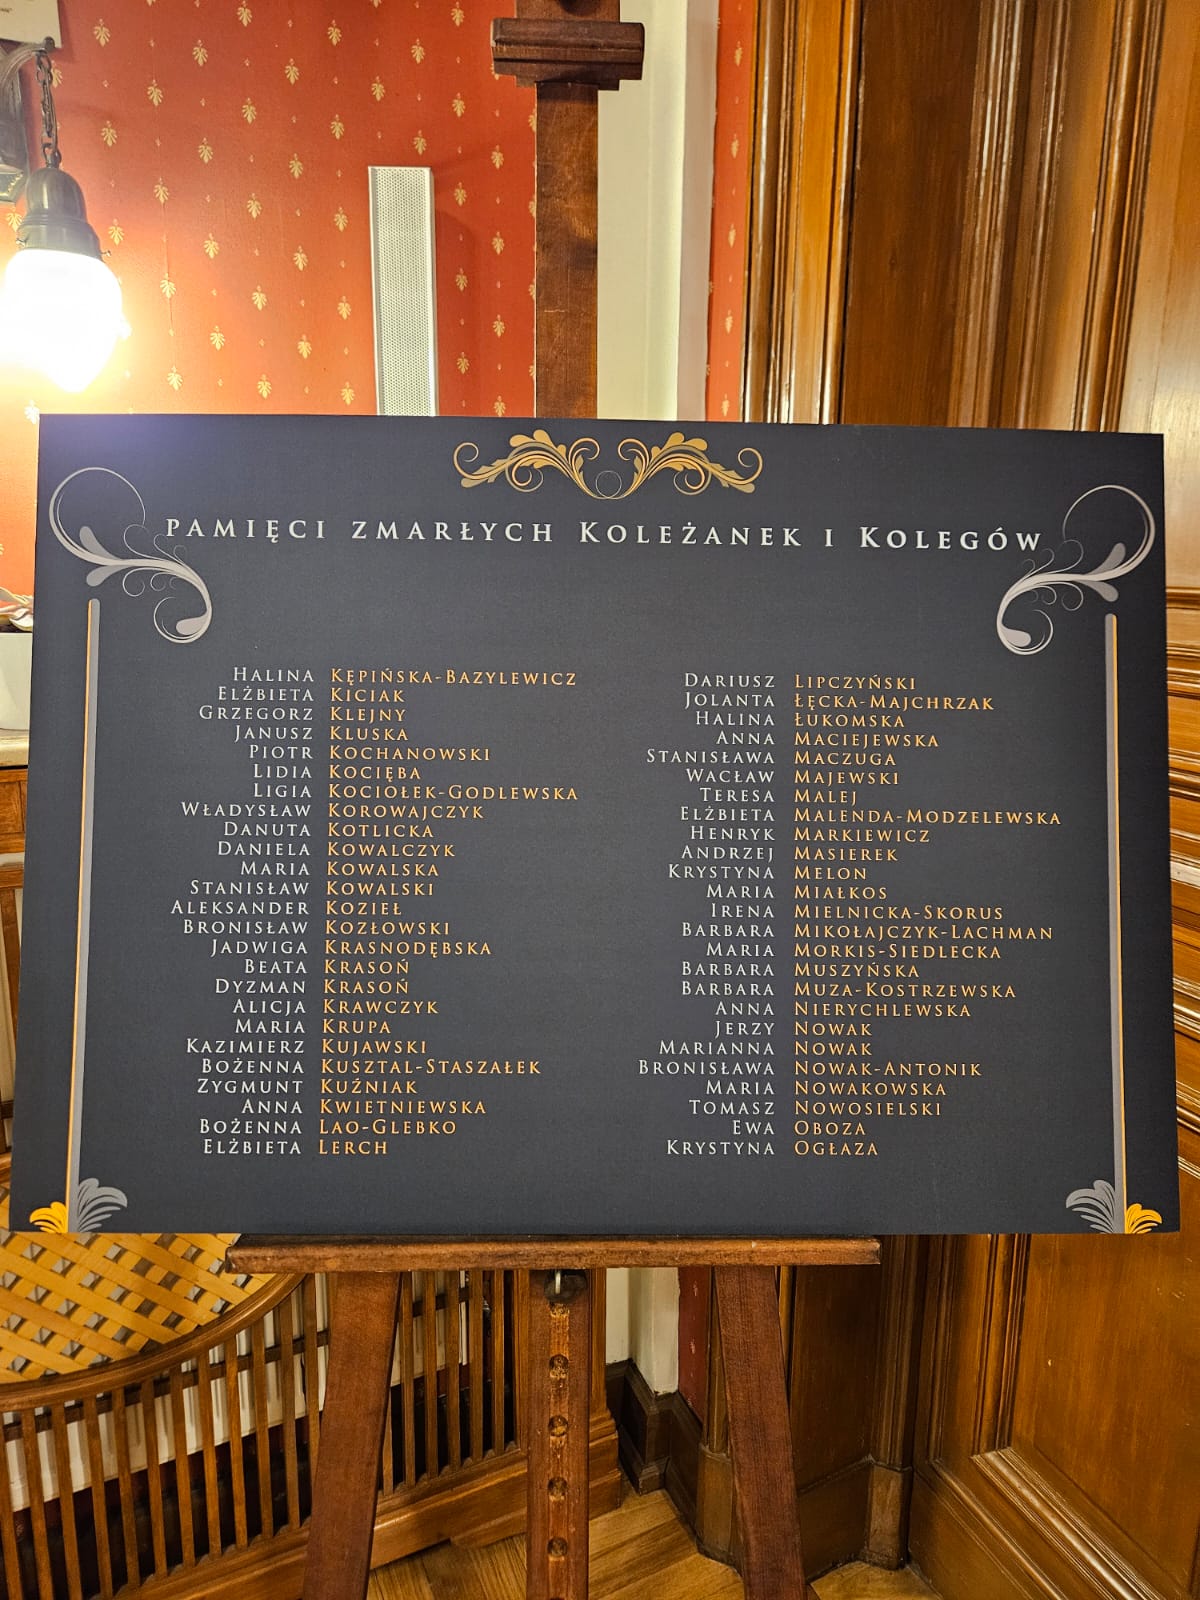 PAMIĘCI ZMARŁYCH KOLEŻANEK I KOLEGÓW
HALINA KĘPIŃSKA-BAZYLEWICZ
ELŻBIETA KICIAK
GRZEGORZ KLEJNY
JANUSZ KLUSKA
PIOTR KOCHANOWSKI
LIDIA KOCIĘBA
LIGIA KOCIOŁEK-GODLEWSKA
WŁADYSŁAW KOROWAJCZYK
DANUTA KOTLICKA
DANIELA KOWALCZYK
MARIA KOWALSKA
STANISŁAW KOWALSKI
ALEKSANDER KOZIEŁ
BRONISŁAW KOZŁOWSKI
JADWIGA KRASNODĘBSKA
BEATA KRASOŃ
DYZMAN KRASOŃ
ALICJA KRAWCZYK
MARIA KRUPA
KAZIMIERZ KUJAWSKI
BOŻENNA KUSZTAL-STASZAŁEK
ZYGMUNT KUŹNIAK
ANNA KWIETNIEWSKA
BOŻENNA LAO-GLEBKO
ELŻBIETA LERCH
DARIUSZ LIPCZYŃSKI
JOLANTA ŁĘCKA-MAJCHRZAK
HALINA ŁUKOMSKA
ANNA MACIEJEWSKA
STANISŁAWA MACZUGA
WACŁAW MAJEWSKI
TERESA MALEJ
ELŻBIETA MALENDA-MODZELEWSKA
HENRYK MARKIEWICZ
ANDRZEJ MASIEREK
KRYSTYNA MELON
MARIA MIAŁKOS
IRENA MIELNICKA-SKORUS
BARBARA MIKOŁAJCZYK-LACHMAN
MARIA MORKIS-SIEDLECKA
BARBARA MUSZYŃSKA
BARBARA MUZA-KOSTRZEWSKA
ANNA NIERYCHLEWSKA
JERZY NOWAK
MARIANNA NOWAK
BRONISŁAWA NOWAK-ANTONIK
MARIA NOWAKOWSKA
TOMASZ NOWOSIELSKI
EWA OBOZA
KRYSTYNA OGŁAZA